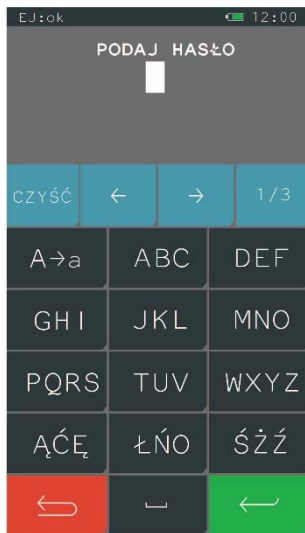 EJ:ok 12:00
PODAJ HASŁO
CZYŚĆ ← → 1/3
A→a ABC DEF
GHI JKL MNO
PQRS TUV WXYZ
ĄĆĘ ŁŃO ŚŻŹ